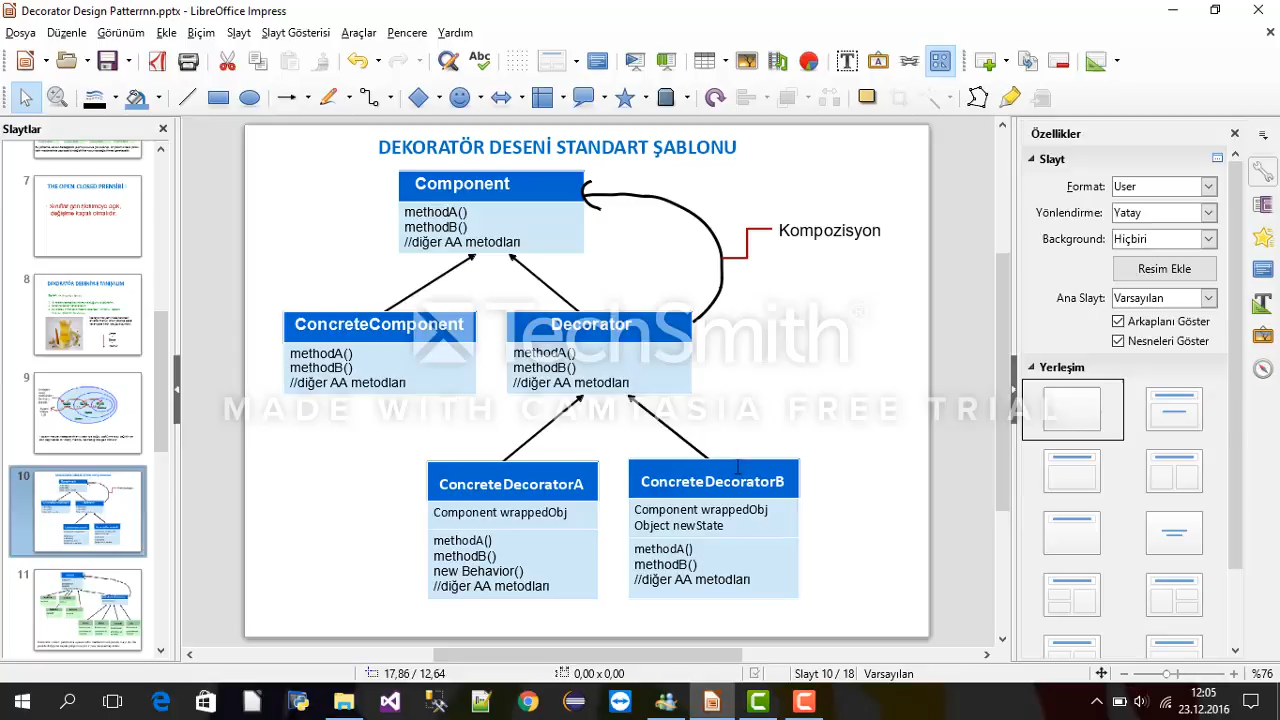 Decorator Design Patternn.pptx - LibreOffice Impress
Dosya Düzenle Görünüm Ekle Biçim Slayt Slayt Gösterisi Araçlar Pencere Yardım
Abc
Slaytlar
7
THE OPEN-CLOSED PRENSİBİ :
8
9
10
11
DEKORATÖR DESENİ STANDART ŞABLONU
Component
methodA()
methodB()
//diğer AA metodları
Kompozisyon
ConcreteComponent
methodA()
methodB()
//diğer AA metodları
Decorator
methodA()
methodB()
//diğer AA metodları
TechSmith
MADE WITH CAMTASIA FREE TRIAL
ConcreteDecoratorA
Component wrappedObj
methodA()
methodB()
new Behavior()
//diğer AA metodları
ConcreteDecoratorB
Component wrappedObj
Object newState
methodA()
methodB()
//diğer AA metodları
Özellikler
Slayt
Format: User
Yönlendirme: Yatay
Background: Hiçbiri
Resim Ekle
Ana Slayt: Varsayılan
Arkaplanı Göster
Nesneleri Göster
Yerleşim
17,86 / 12,64
0,00 x 0,00
Slayt 10 / 18
Varsayılan
%76
12:05
23.12.2016